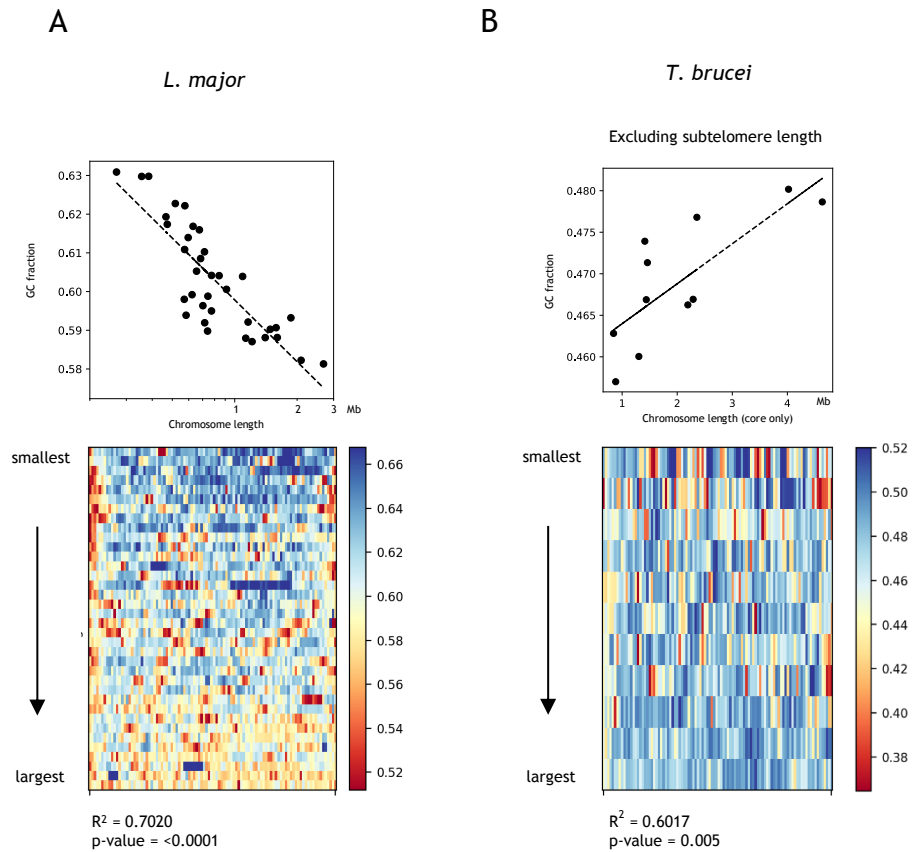 A
L. major
0.63
0.62
0.61
0.60
0.59
0.58
GC fraction
1
2
3
Mb
Chromosome length
smallest
largest
0.66
0.64
0.62
0.60
0.58
0.56
0.54
0.52
R² = 0.7020
p-value = <0.0001
B
T. brucei
Excluding subtelomere length
0.480
0.475
0.470
0.465
0.460
GC fraction
1
2
3
4
Mb
Chromosome length (core only)
smallest
largest
0.52
0.50
0.48
0.46
0.44
0.42
0.40
0.38
R² = 0.6017
p-value = 0.005